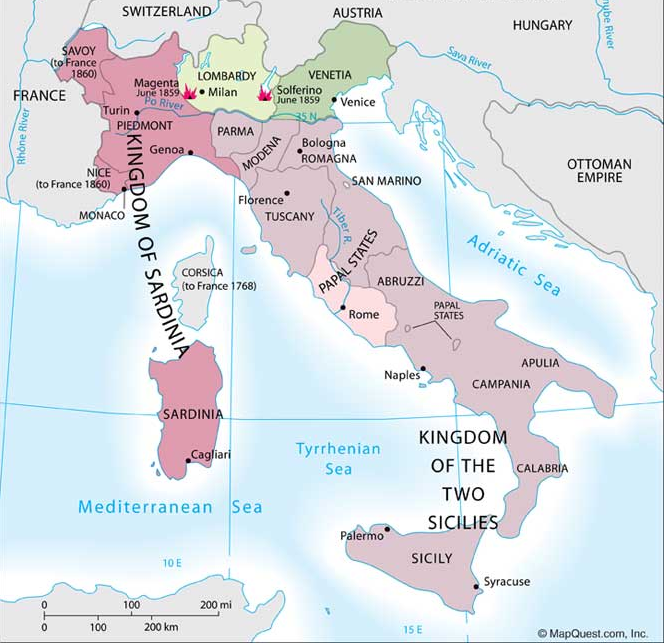 SWITZERLAND
AUSTRIA
HUNGARY
Danube River
SAVOY
(to France
1860)
LOMBARDY
VENETIA
Sava River
Magenta
June 1859
Milan
Solferino
June 1859
FRANCE
Venice
Turin
Po River
35 N
Rhône River
PIEDMONT
PARMA
MODENA
Bologna
ROMAGNA
Genoa
NICE
(to France 1860)
SAN MARINO
OTTOMAN
EMPIRE
MONACO
Florence
TUSCANY
Tiber R.
KINGDOM OF SARDINIA
PAPAL STATES
Adriatic Sea
CORSICA
(to France 1768)
ABRUZZI
PAPAL
STATES
Rome
Naples
APULIA
CAMPANIA
SARDINIA
Cagliari
Tyrrhenian
Sea
KINGDOM
OF THE
TWO
SICILIES
CALABRIA
Mediterranean Sea
Palermo
SICILY
10 E
Syracuse
0 100 200 mi
0 100 200 km
15 E
© MapQuest.com, Inc.